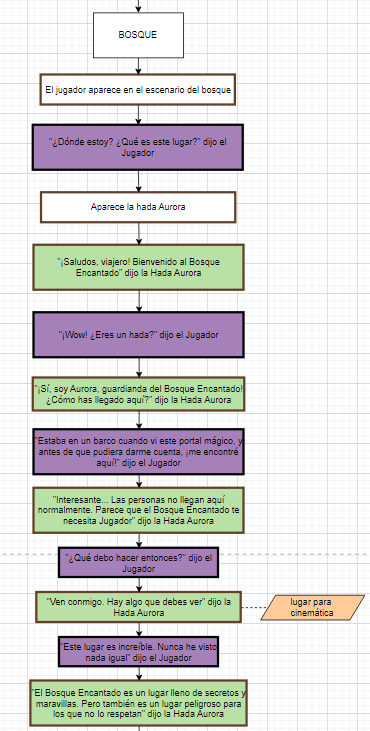 BOSQUE
El jugador aparece en el escenario del bosque
"¿Dónde estoy? ¿Qué es este lugar?" dijo el
Jugador
Aparece la hada Aurora
"¡Saludos, viajero! Bienvenido al Bosque
Encantado" dijo la Hada Aurora
"¡Wow! ¿Eres un hada?" dijo el Jugador
"¡Sí, soy Aurora, guardianda del Bosque Encantado!
¿Cómo has llegado aquí?" dijo la Hada Aurora
"Estaba en un barco cuando vi este portal mágico, y
antes de que pudiera darme cuenta, ¡me encontré
aquí!" dijo el Jugador
"Interesante... Las personas no llegan aquí
normalmente. Parece que el Bosque Encantado te
necesita Jugador" dijo la Hada Aurora
"¿Qué debo hacer entonces?" dijo el
Jugador
"Ven conmigo. Hay algo que debes ver" dijo la
Hada Aurora
lugar para
cinemática
"Este lugar es increíble. Nunca he visto
nada igual" dijo el Jugador
"El Bosque Encantado es un lugar lleno de secretos y
maravillas. Pero también es un lugar peligroso para
los que no lo respetan" dijo la Hada Aurora